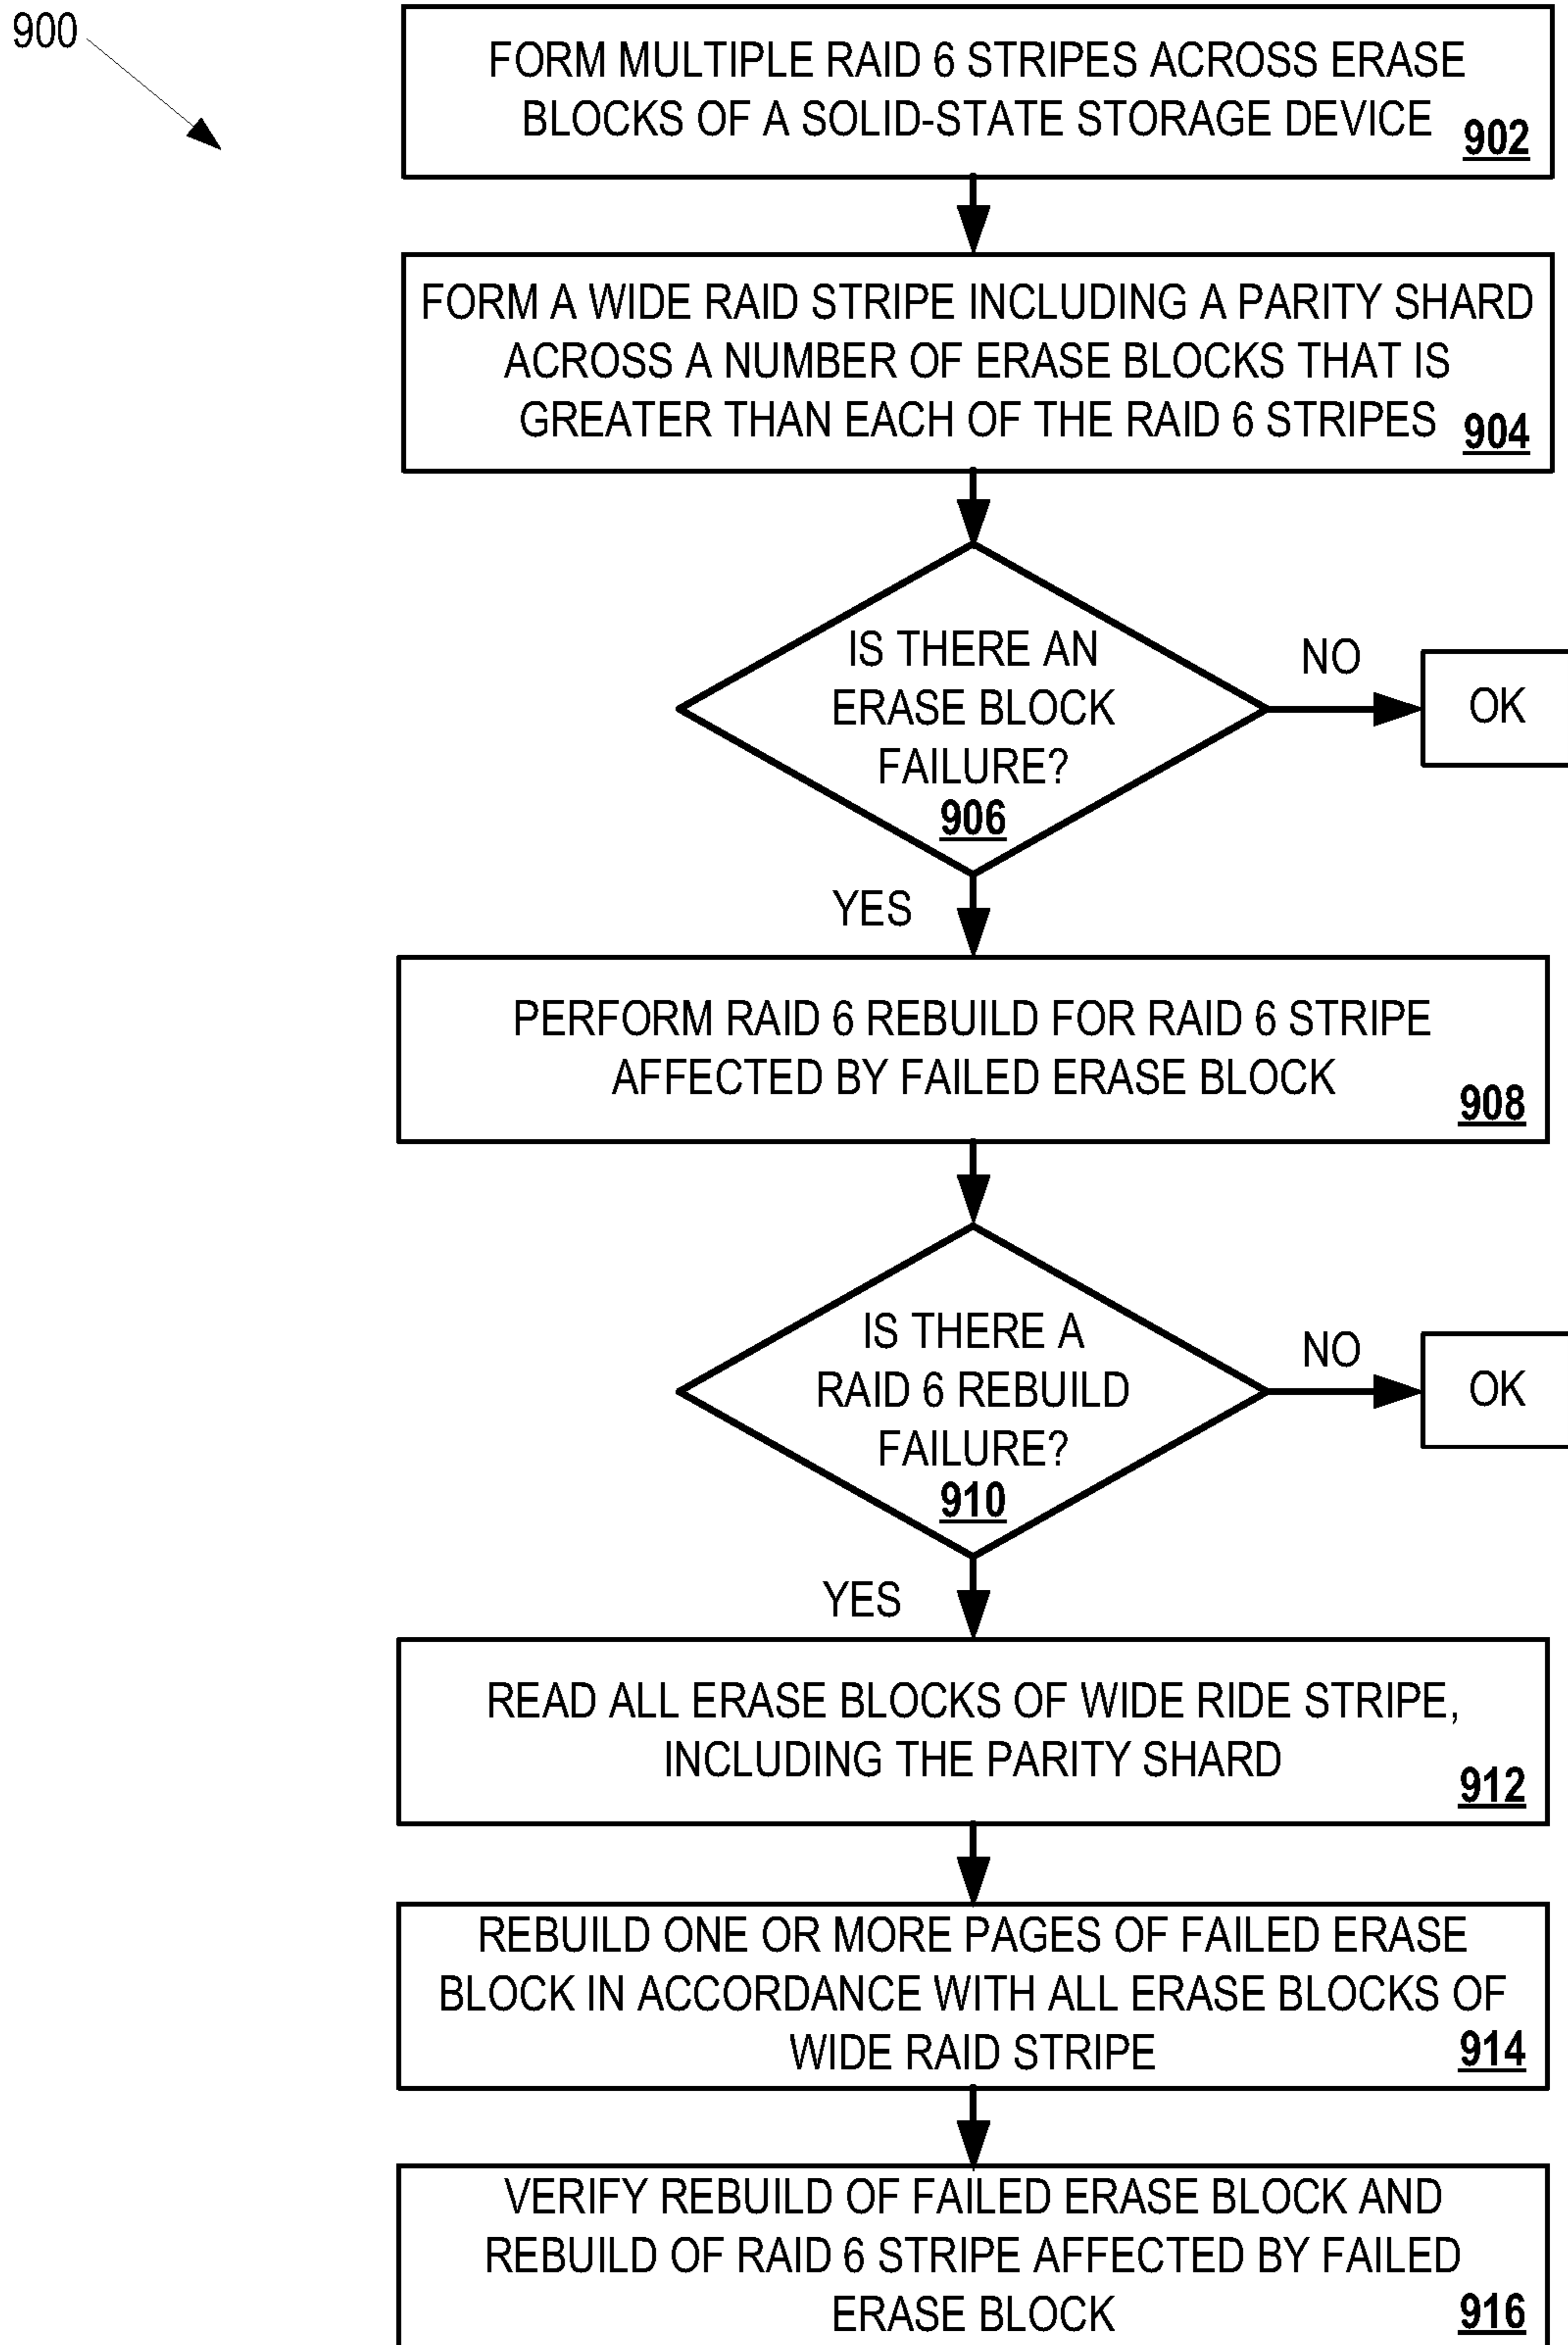 900
FORM MULTIPLE RAID 6 STRIPES ACROSS ERASE
BLOCKS OF A SOLID-STATE STORAGE DEVICE
902
FORM A WIDE RAID STRIPE INCLUDING A PARITY SHARD
ACROSS A NUMBER OF ERASE BLOCKS THAT IS
GREATER THAN EACH OF THE RAID 6 STRIPES
904
IS THERE AN
ERASE BLOCK
FAILURE?
906
NO
OK
YES
PERFORM RAID 6 REBUILD FOR RAID 6 STRIPE
AFFECTED BY FAILED ERASE BLOCK
908
IS THERE A
RAID 6 REBUILD
FAILURE?
910
NO
OK
YES
READ ALL ERASE BLOCKS OF WIDE RIDE STRIPE,
INCLUDING THE PARITY SHARD
912
REBUILD ONE OR MORE PAGES OF FAILED ERASE
BLOCK IN ACCORDANCE WITH ALL ERASE BLOCKS OF
WIDE RAID STRIPE
914
VERIFY REBUILD OF FAILED ERASE BLOCK AND
REBUILD OF RAID 6 STRIPE AFFECTED BY FAILED
ERASE BLOCK
916